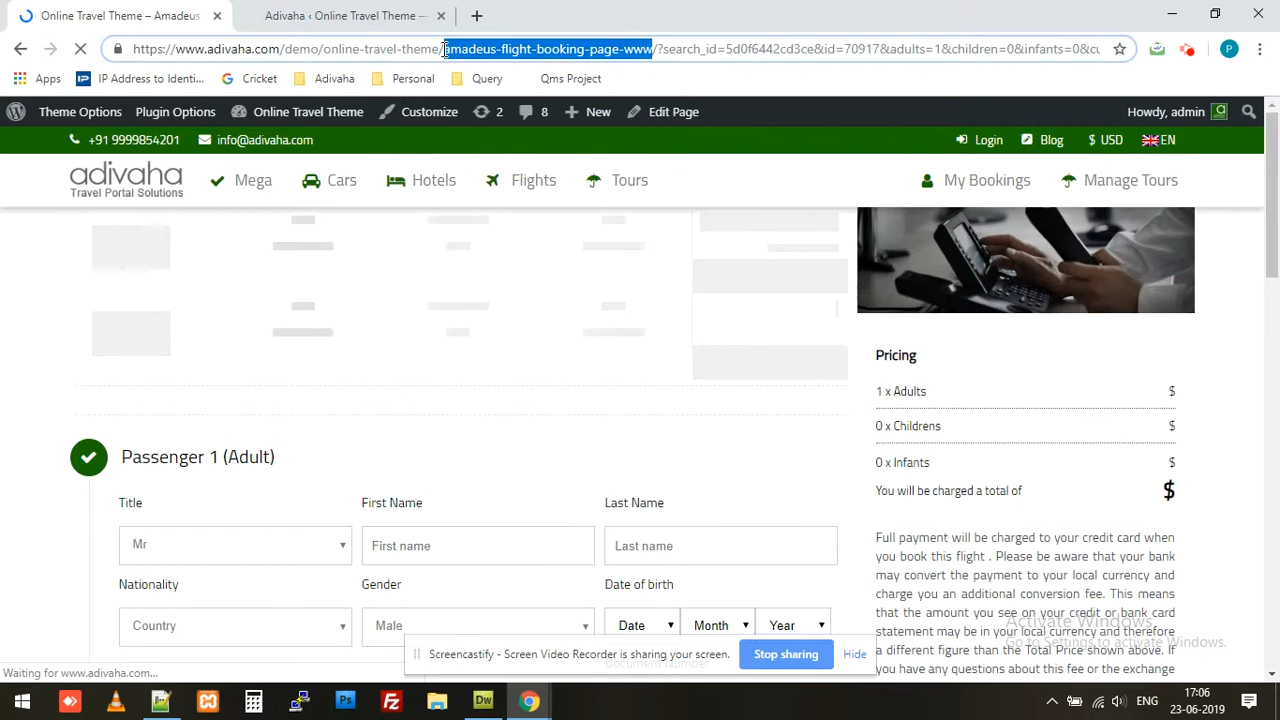 Online Travel Theme – Amadeus
Adivaha ‹ Online Travel Theme —
https://www.adivaha.com/demo/online-travel-theme/amadeus-flight-booking-page-www/?search_id=5d0f6442cd3ce&id=70917&adults=1&children=0&infants=0&cu
P
Apps
IP Address to Identi...
Cricket
Adivaha
Personal
Query
Qms Project
Theme Options
Plugin Options
Online Travel Theme
Customize
2
8
New
Edit Page
Howdy, admin
+91 9999854201
info@adivaha.com
Login
Blog
$ USD
EN
adivaha
Travel Portal Solutions
Mega
Cars
Hotels
Flights
Tours
My Bookings
Manage Tours
Pricing
1 x Adults $
0 x Childrens $
0 x Infants $
You will be charged a total of $
Full payment will be charged to your credit card when
you book this flight . Please be aware that your bank
may convert the payment to your local currency and
charge you an additional conversion fee. This means
that the amount you see on your credit or bank card
statement may be in your local currency and therefore
a different figure than the Total Price shown above. If
you have any questions about this fee or the exchange
Passenger 1 (Adult)
Title
First Name
Last Name
Mr
First name
Last name
Nationality
Gender
Date of birth
Country
Male
Date
Month
Year
Document Number
Activate Windows
Go to Settings to activate Windows.
Screencastify - Screen Video Recorder is sharing your screen.
Stop sharing
Hide
Waiting for www.adivaha.com...
Ps
Dw
ENG
17:06
23-06-2019